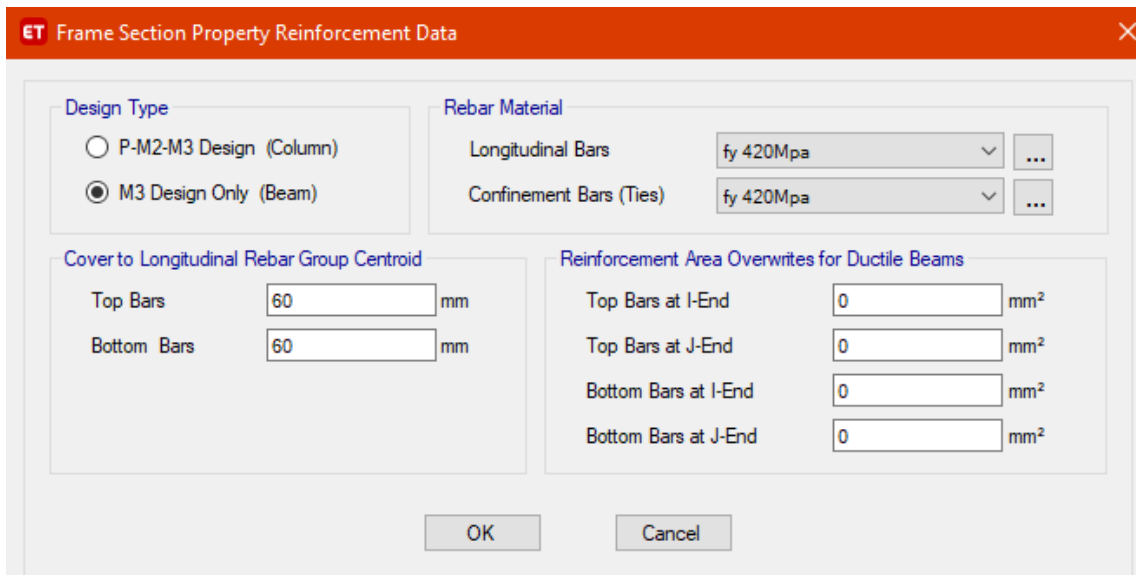 ET Frame Section Property Reinforcement Data
Design Type
P-M2-M3 Design (Column)
M3 Design Only (Beam)
Rebar Material
Longitudinal Bars fy 420Mpa ...
Confinement Bars (Ties) fy 420Mpa ...
Cover to Longitudinal Rebar Group Centroid
Top Bars 60 mm
Bottom Bars 60 mm
Reinforcement Area Overwrites for Ductile Beams
Top Bars at I-End 0 mm²
Top Bars at J-End 0 mm²
Bottom Bars at I-End 0 mm²
Bottom Bars at J-End 0 mm²
OK Cancel